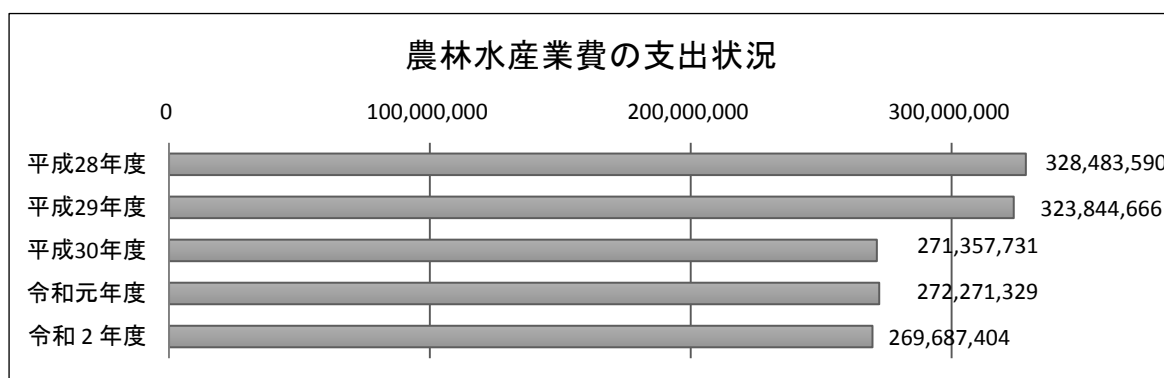 農林水産業費の支出状況
0 100,000,000 200,000,000 300,000,000
平成28年度 328,483,590
平成29年度 323,844,666
平成30年度 271,357,731
令和元年度 272,271,329
令和２年度 269,687,404